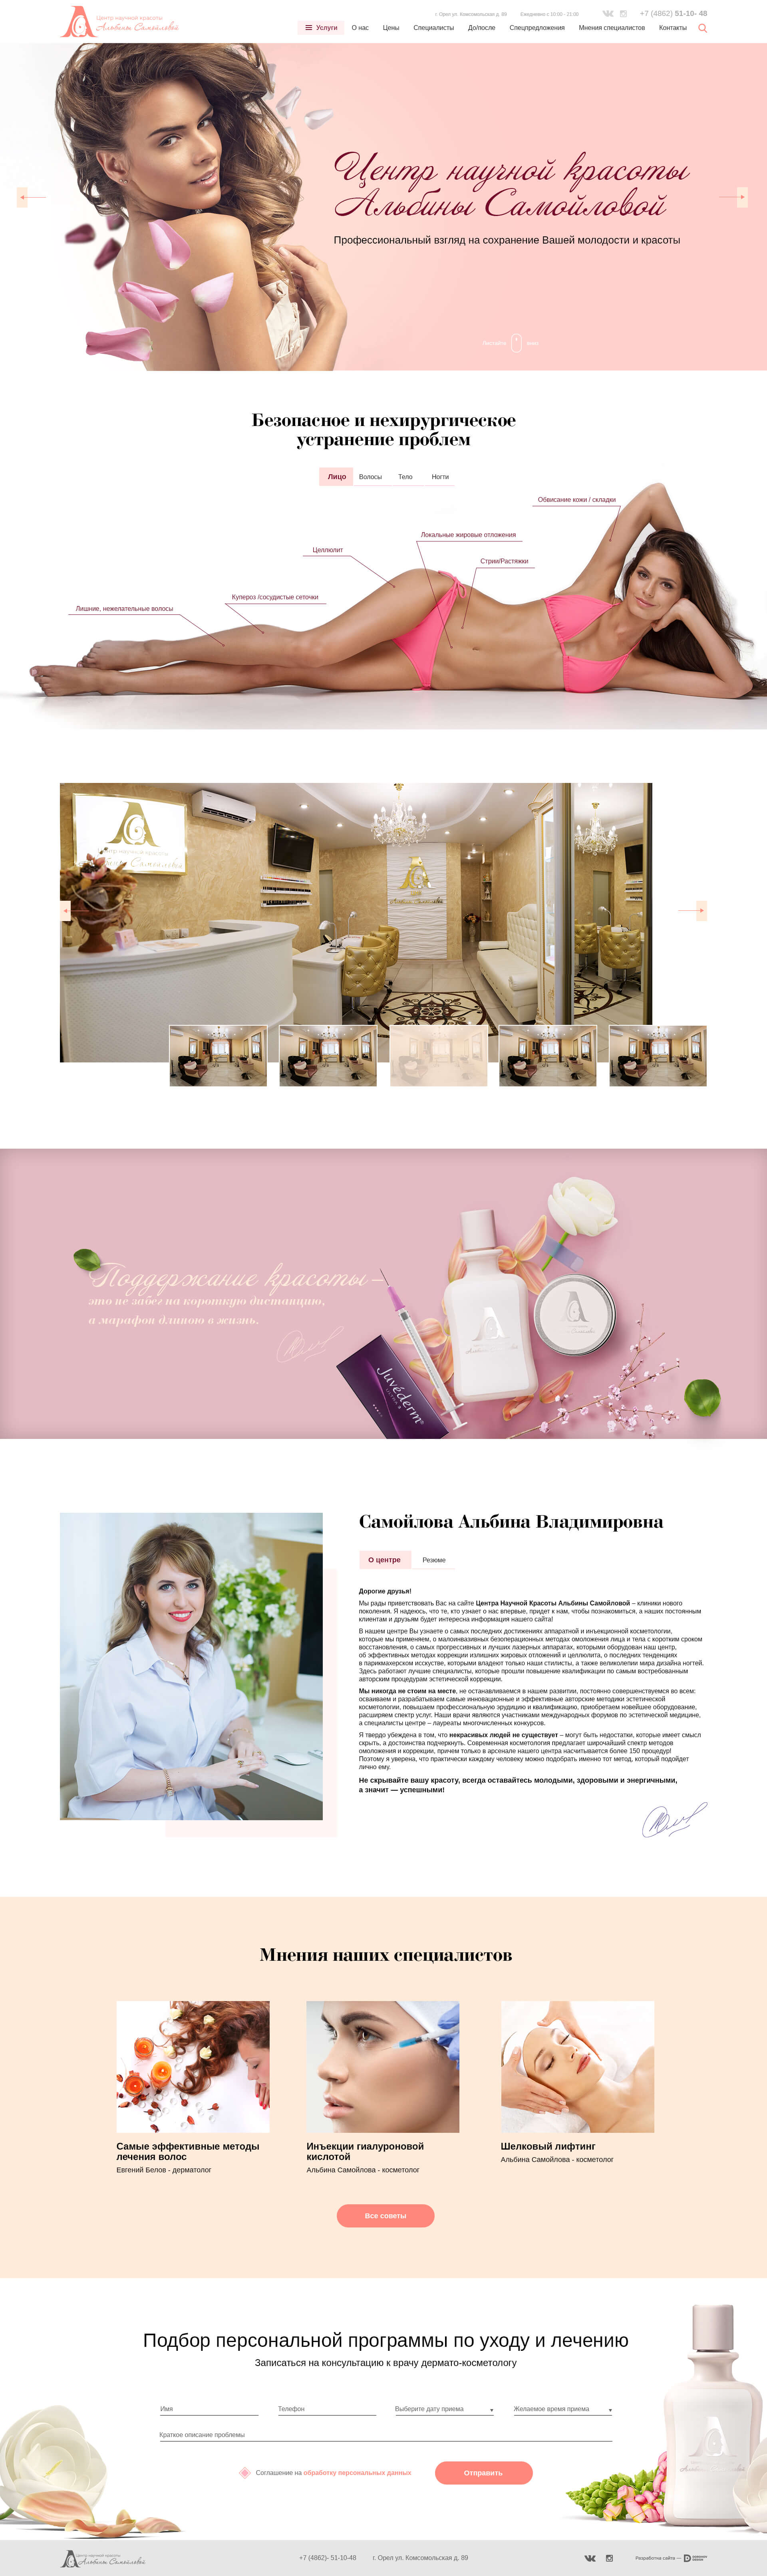 Центр научной красоты
Альбины Самойловой
г. Орел ул. Комсомольская д. 89
Ежедневно с 10:00 - 21:00
+7 (4862) 51-10- 48
Услуги
О нас
Цены
Специалисты
До/после
Спецпредложения
Мнения специалистов
Контакты
Центр научной красоты
Альбины Самойловой
Профессиональный взгляд на сохранение Вашей молодости и красоты
Листайте
вниз
Безопасное и нехирургическое
устранение проблем
Лицо
Волосы
Тело
Ногти
Обвисание кожи / складки
Локальные жировые отложения
Целлюлит
Стрии/Растяжки
Купероз /сосудистые сеточки
Лишние, нежелательные волосы
Центр научной красоты
Альбины Самойловой
Поддержание красоты –
это не забег на короткую дистанцию,
а марафон длиною в жизнь.
Juvéderm
ULTRA
Самойлова Альбина Владимировна
О центре
Резюме
Дорогие друзья!
Мы рады приветствовать Вас на сайте Центра Научной Красоты Альбины Самойловой – клиники нового
поколения. Я надеюсь, что те, кто узнает о нас впервые, придет к нам, чтобы познакомиться, а наших постоянным
клиентам и друзьям будет интересна информация нашего сайта!
В нашем центре Вы узнаете о самых последних достижениях аппаратной и инъекционной косметологии,
которые мы применяем, о малоинвазивных безоперационных методах омоложения лица и тела с коротким сроком
восстановления, о самых прогрессивных и лучших лазерных аппаратах, которыми оборудован наш центр,
об эффективных методах коррекции излишних жировых отложений и целлюлита, о последних тенденциях
в парикмахерском исскустве, которыми владеют только наши стилисты, а также великолепии мира дизайна ногтей.
Здесь работают лучшие специалисты, которые прошли повышение квалификации по самым востребованным
авторским процедурам эстетической коррекции.
Мы никогда не стоим на месте, не останавливаемся в нашем развитии, постоянно совершенствуемся во всем:
осваиваем и разрабатываем самые инновационные и эффективные авторские методики эстетической
косметологии, повышаем профессиональную эрудицию и квалификацию, приобретаем новейшее оборудование,
расширяем спектр услуг. Наши врачи являются участниками международных форумов по эстетической медицине,
а специалисты центре – лауреаты многочисленных конкурсов.
Я твердо убеждена в том, что некрасивых людей не существует – могут быть недостатки, которые имеет смысл
скрыть, а достоинства подчеркнуть. Современная косметология предлагает широчайший спектр методов
омоложения и коррекции, причем только в арсенале нашего центра насчитывается более 150 процедур!
Поэтому я уверена, что практически каждому человеку можно подобрать именно тот метод, который подойдет
лично ему.
Не скрывайте вашу красоту, всегда оставайтесь молодыми, здоровыми и энергичными,
а значит — успешными!
Мнения наших специалистов
Самые эффективные методы
лечения волос
Евгений Белов - дерматолог
Инъекции гиалуроновой
кислотой
Альбина Самойлова - косметолог
Шелковый лифтинг
Альбина Самойлова - косметолог
Все советы
Подбор персональной программы по уходу и лечению
Записаться на консультацию к врачу дермато-косметологу
Имя
Телефон
Выберите дату приема
Желаемое время приема
Краткое описание проблемы
Соглашение на обработку персональных данных
Отправить
Центр научной красоты
Альбины Самойловой
+7 (4862)- 51-10-48
г. Орел ул. Комсомольская д. 89
Разработка сайта —